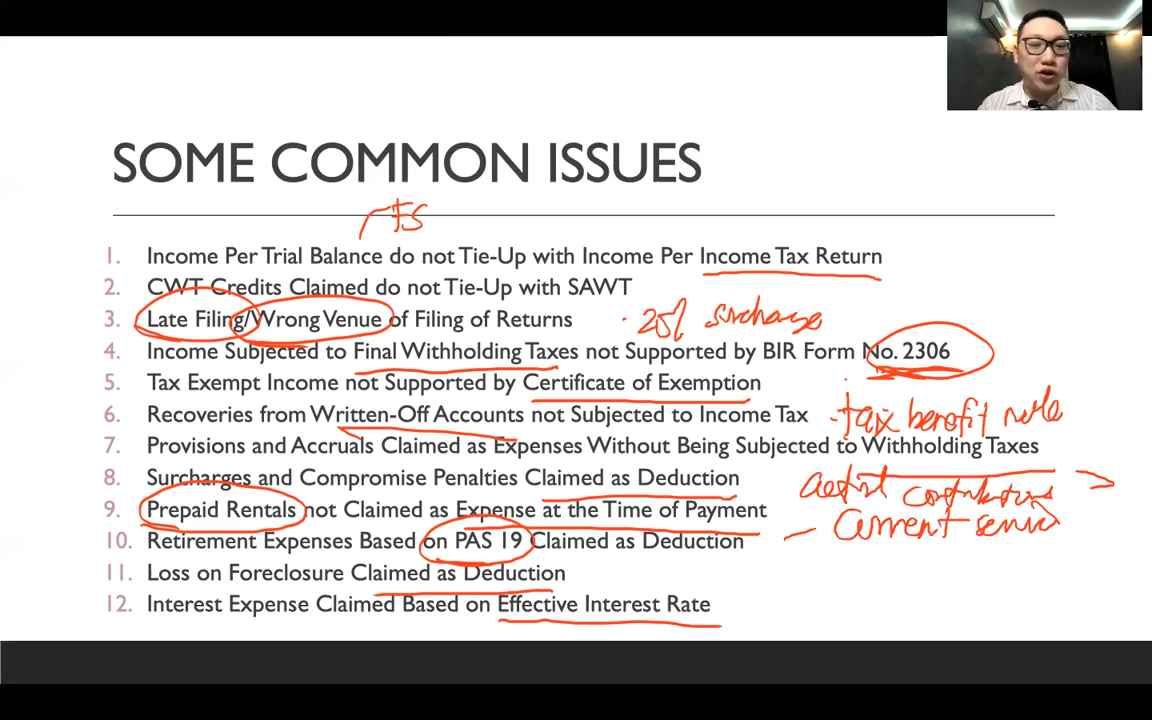 SOME COMMON ISSUES
FS
1. Income Per Trial Balance do not Tie-Up with Income Per Income Tax Return
2. CWT Credits Claimed do not Tie-Up with SAWT
3. Late Filing/Wrong Venue of Filing of Returns
· 25% surcharge
4. Income Subjected to Final Withholding Taxes not Supported by BIR Form No. 2306
5. Tax Exempt Income not Supported by Certificate of Exemption
6. Recoveries from Written-Off Accounts not Subjected to Income Tax
tax benefit rule
7. Provisions and Accruals Claimed as Expenses Without Being Subjected to Withholding Taxes
8. Surcharges and Compromise Penalties Claimed as Deduction
actual contributions
9. Prepaid Rentals not Claimed as Expense at the Time of Payment
- current service
10. Retirement Expenses Based on PAS 19 Claimed as Deduction
11. Loss on Foreclosure Claimed as Deduction
12. Interest Expense Claimed Based on Effective Interest Rate